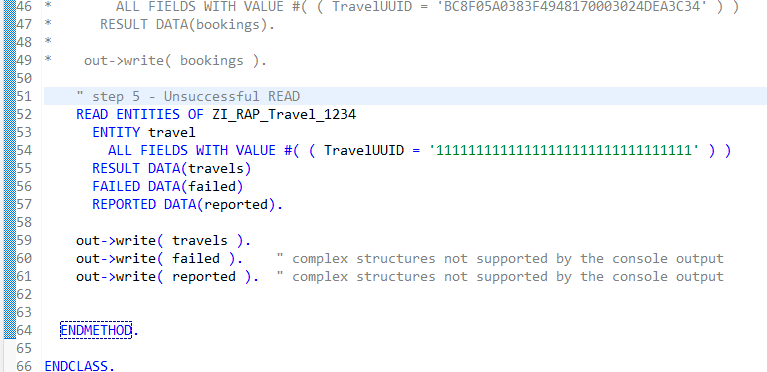 46 *         ALL FIELDS WITH VALUE #( ( TravelUUID = 'BC8F05A0383F4948170003024DEA3C34' ) )
47 *       RESULT DATA(bookings).
48 *
49 *    out->write( bookings ).
50
51     " step 5 - Unsuccessful READ
52     READ ENTITIES OF ZI_RAP_Travel_1234
53       ENTITY travel
54         ALL FIELDS WITH VALUE #( ( TravelUUID = '11111111111111111111111111111111' ) )
55       RESULT DATA(travels)
56       FAILED DATA(failed)
57       REPORTED DATA(reported).
58
59     out->write( travels ).
60     out->write( failed ).    " complex structures not supported by the console output
61     out->write( reported ).  " complex structures not supported by the console output
62
63
64   ENDMETHOD.
65
66 ENDCLASS.